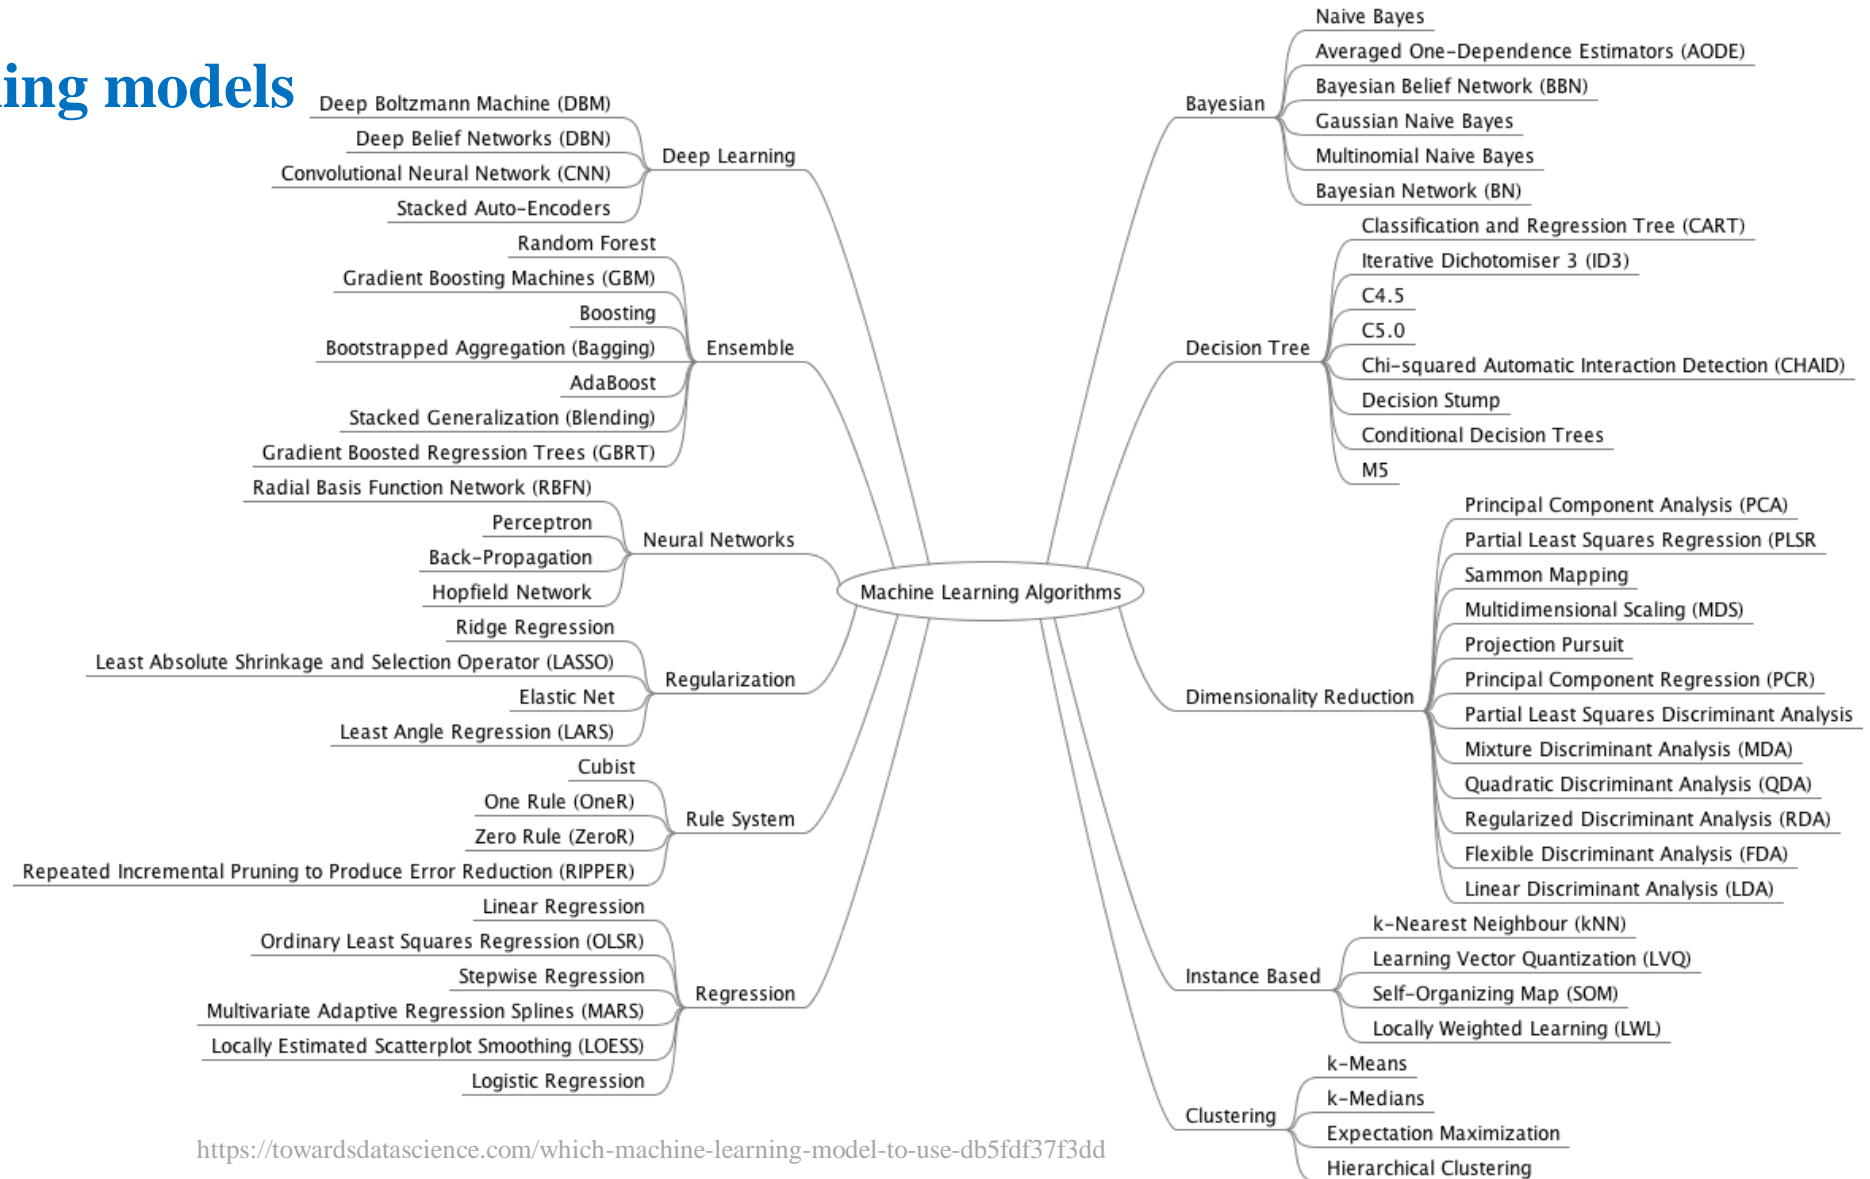 ing models
Deep Boltzmann Machine (DBM)
Deep Belief Networks (DBN)
Convolutional Neural Network (CNN)
Stacked Auto-Encoders
Deep Learning
Random Forest
Gradient Boosting Machines (GBM)
Boosting
Bootstrapped Aggregation (Bagging)
AdaBoost
Stacked Generalization (Blending)
Gradient Boosted Regression Trees (GBRT)
Ensemble
Radial Basis Function Network (RBFN)
Perceptron
Back-Propagation
Hopfield Network
Neural Networks
Ridge Regression
Least Absolute Shrinkage and Selection Operator (LASSO)
Elastic Net
Least Angle Regression (LARS)
Regularization
Cubist
One Rule (OneR)
Zero Rule (ZeroR)
Repeated Incremental Pruning to Produce Error Reduction (RIPPER)
Rule System
Linear Regression
Ordinary Least Squares Regression (OLSR)
Stepwise Regression
Multivariate Adaptive Regression Splines (MARS)
Locally Estimated Scatterplot Smoothing (LOESS)
Logistic Regression
Regression
Machine Learning Algorithms
Bayesian
Naive Bayes
Averaged One-Dependence Estimators (AODE)
Bayesian Belief Network (BBN)
Gaussian Naive Bayes
Multinomial Naive Bayes
Bayesian Network (BN)
Decision Tree
Classification and Regression Tree (CART)
Iterative Dichotomiser 3 (ID3)
C4.5
C5.0
Chi-squared Automatic Interaction Detection (CHAID)
Decision Stump
Conditional Decision Trees
M5
Dimensionality Reduction
Principal Component Analysis (PCA)
Partial Least Squares Regression (PLSR
Sammon Mapping
Multidimensional Scaling (MDS)
Projection Pursuit
Principal Component Regression (PCR)
Partial Least Squares Discriminant Analysis
Mixture Discriminant Analysis (MDA)
Quadratic Discriminant Analysis (QDA)
Regularized Discriminant Analysis (RDA)
Flexible Discriminant Analysis (FDA)
Linear Discriminant Analysis (LDA)
Instance Based
k-Nearest Neighbour (kNN)
Learning Vector Quantization (LVQ)
Self-Organizing Map (SOM)
Locally Weighted Learning (LWL)
Clustering
k-Means
k-Medians
Expectation Maximization
Hierarchical Clustering
https://towardsdatascience.com/which-machine-learning-model-to-use-db5fdf37f3dd